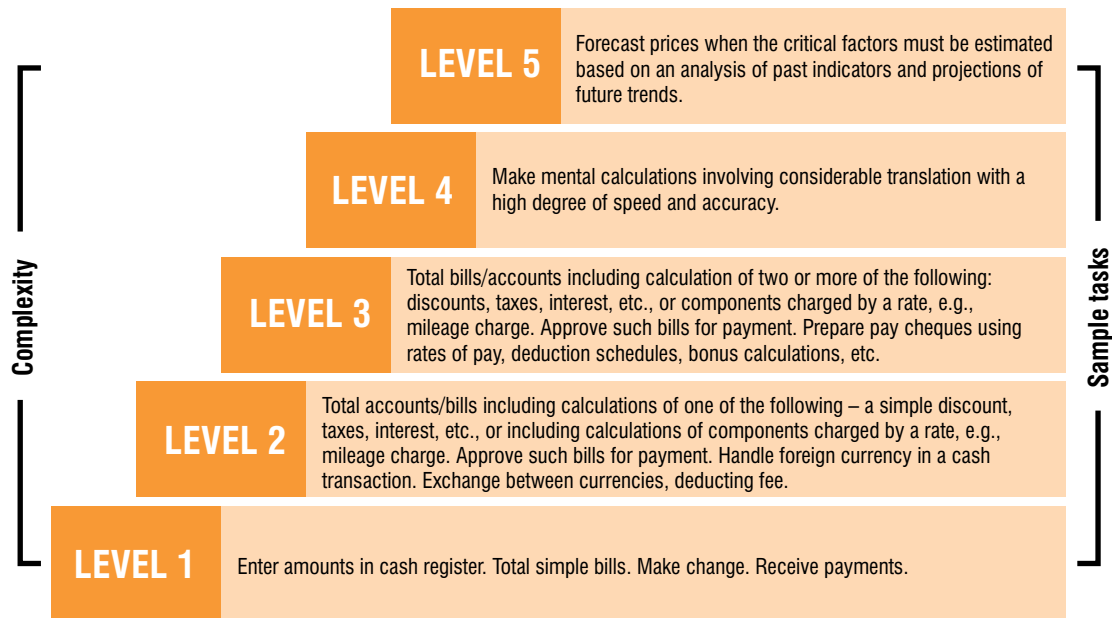 LEVEL 5
Forecast prices when the critical factors must be estimated
based on an analysis of past indicators and projections of
future trends.
LEVEL 4
Make mental calculations involving considerable translation with a
high degree of speed and accuracy.
Complexity
Sample tasks
LEVEL 3
Total bills/accounts including calculation of two or more of the following:
discounts, taxes, interest, etc., or components charged by a rate, e.g.,
mileage charge. Approve such bills for payment. Prepare pay cheques using
rates of pay, deduction schedules, bonus calculations, etc.
LEVEL 2
Total accounts/bills including calculations of one of the following – a simple discount,
taxes, interest, etc., or including calculations of components charged by a rate, e.g.,
mileage charge. Approve such bills for payment. Handle foreign currency in a cash
transaction. Exchange between currencies, deducting fee.
LEVEL 1
Enter amounts in cash register. Total simple bills. Make change. Receive payments.